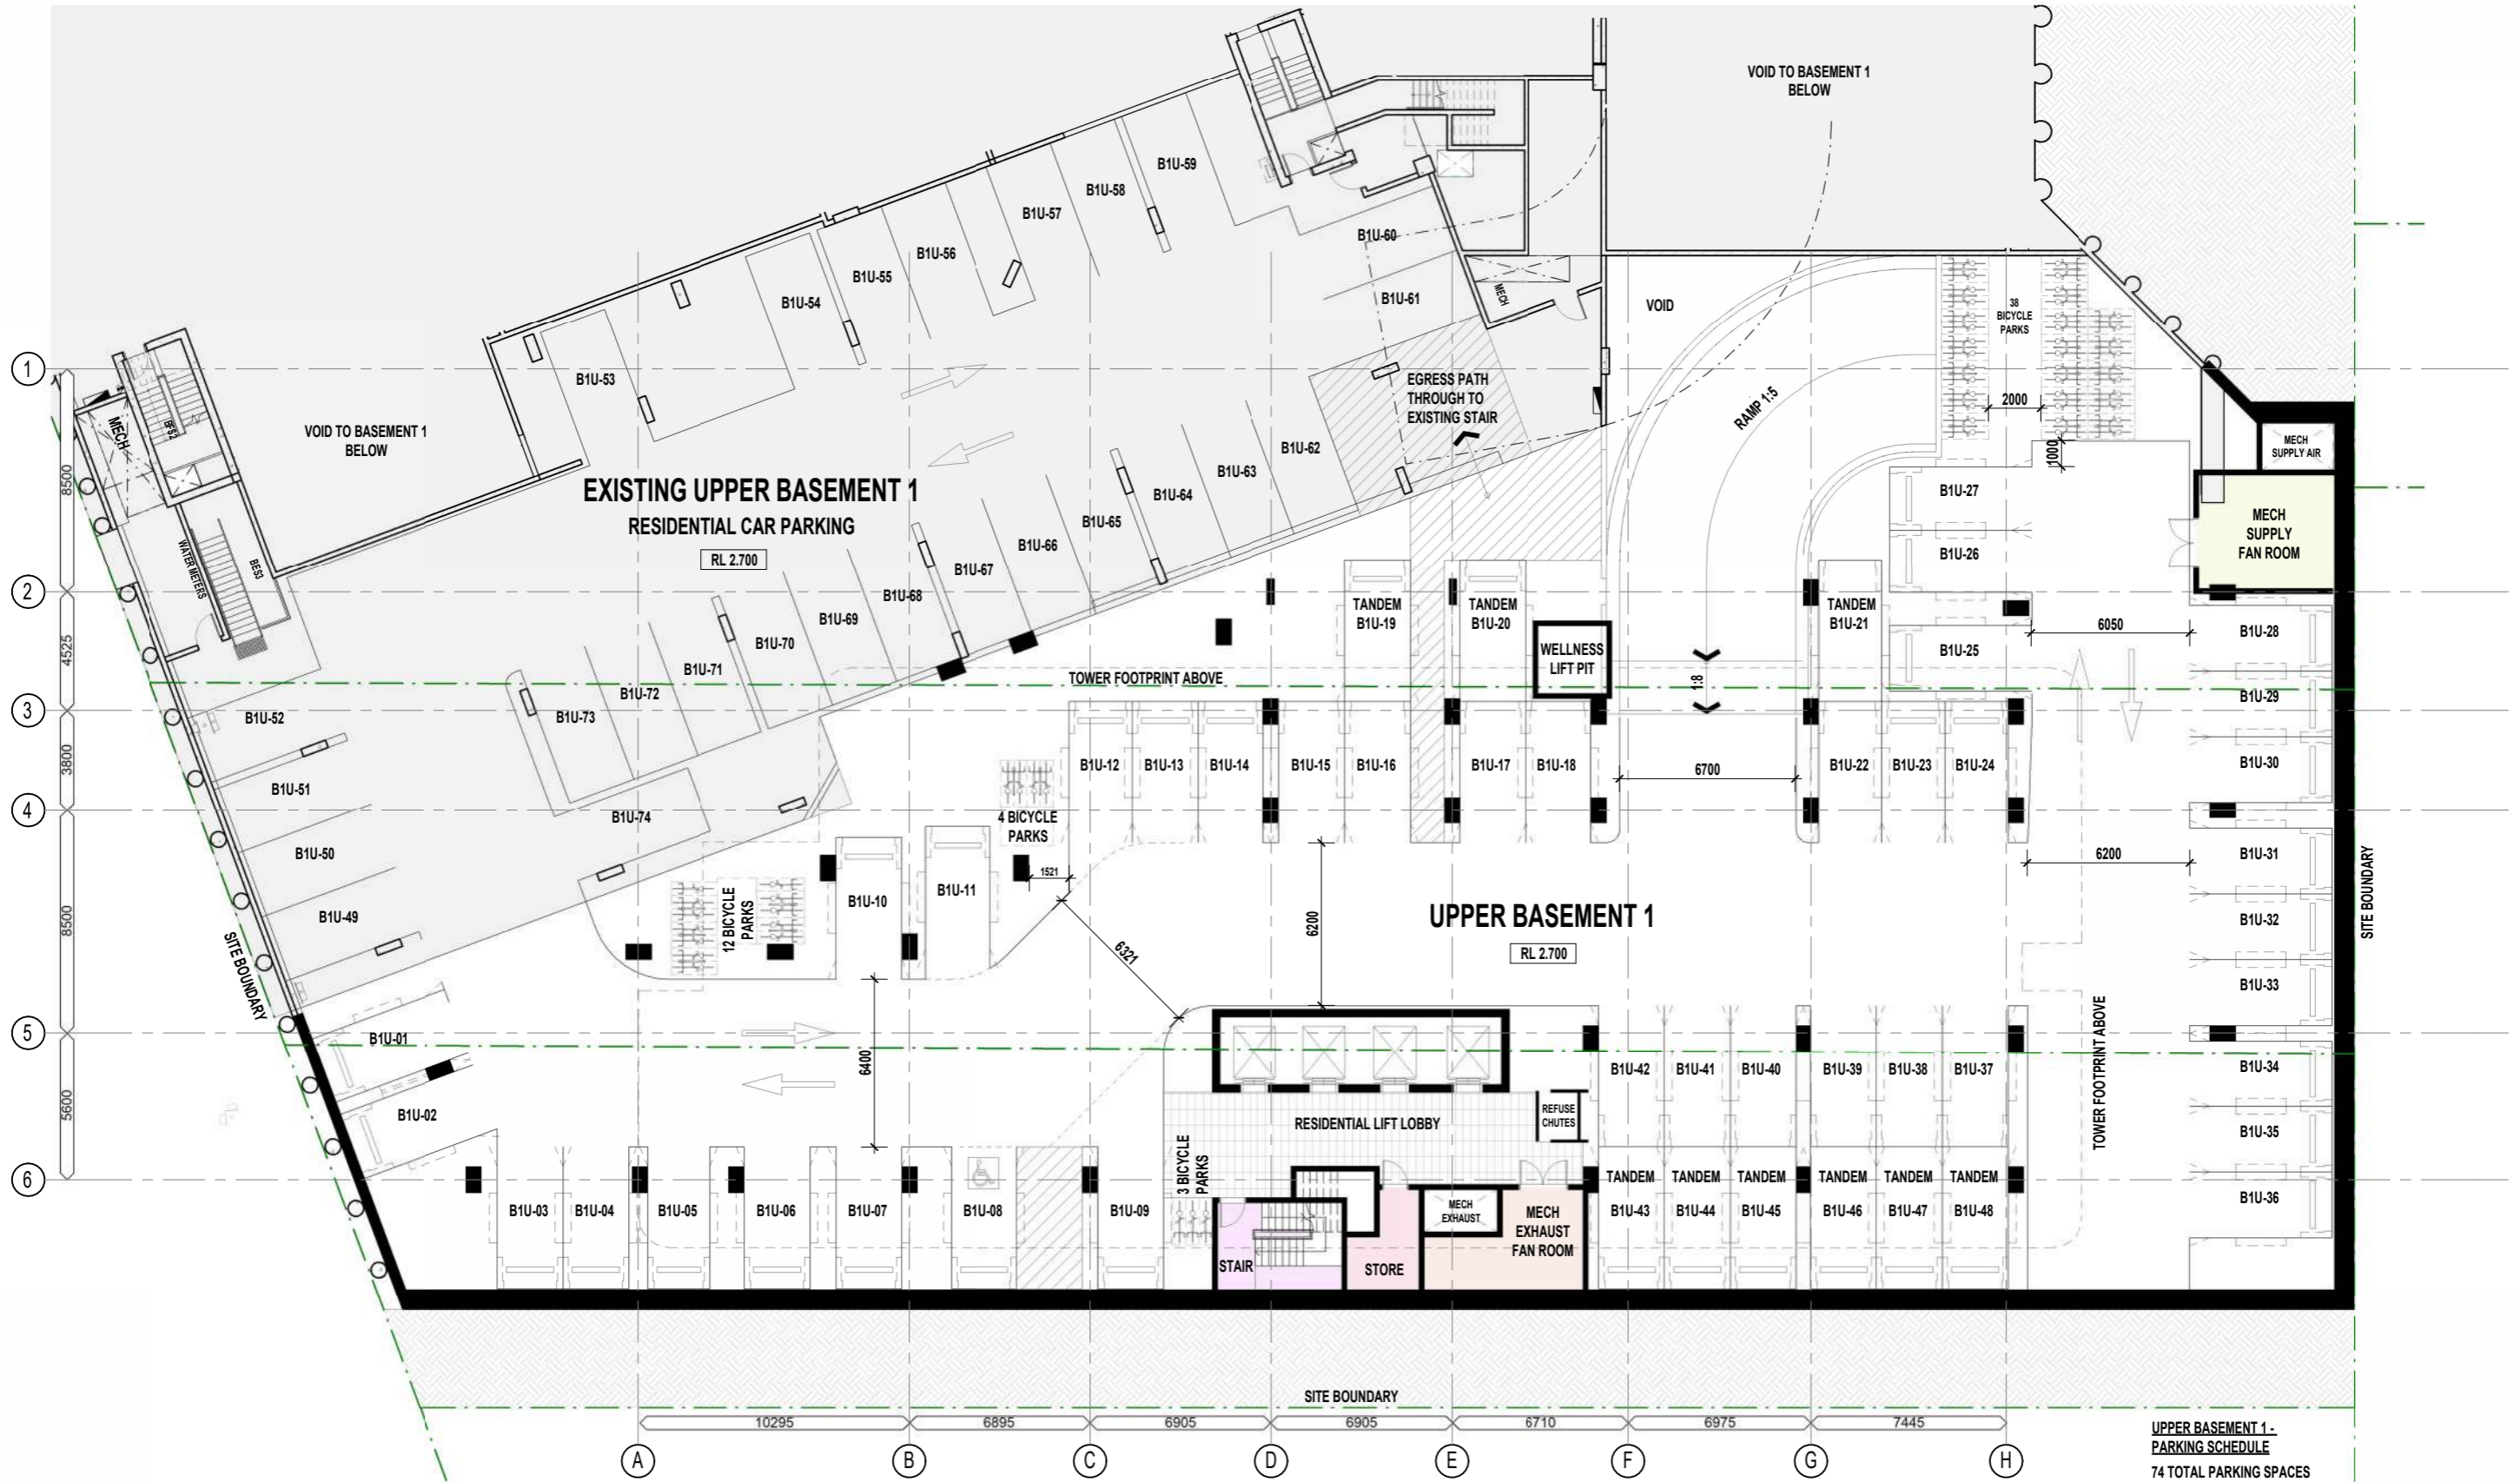 VOID TO BASEMENT 1
BELOW
B1U-59
B1U-58
B1U-57
B1U-56
B1U-55
B1U-54
B1U-53
B1U-60
B1U-61
MECH
VOID
38
BICYCLE
PARKS
1
EGRESS PATH
THROUGH TO
EXISTING STAIR
RAMP 1:5
2000
1000
MECH
SUPPLY AIR
MECH
BFS2
VOID TO BASEMENT 1
BELOW
8500
EXISTING UPPER BASEMENT 1
RESIDENTIAL CAR PARKING
RL 2.700
B1U-62
B1U-63
B1U-64
B1U-65
B1U-66
B1U-67
B1U-68
B1U-69
B1U-70
B1U-71
B1U-72
B1U-73
B1U-74
B1U-27
B1U-26
MECH
SUPPLY
FAN ROOM
WATER METERS
BES3
2
TANDEM
B1U-19
TANDEM
B1U-20
TANDEM
B1U-21
B1U-25
6050
B1U-28
4525
WELLNESS
LIFT PIT
TOWER FOOTPRINT ABOVE
1:8
B1U-29
3
B1U-52
B1U-51
B1U-50
B1U-49
3800
B1U-12
B1U-13
B1U-14
B1U-15
B1U-16
B1U-17
B1U-18
6700
B1U-22
B1U-23
B1U-24
B1U-30
4
4 BICYCLE
PARKS
6200
B1U-31
1521
B1U-10
B1U-11
12 BICYCLE
PARKS
8500
6200
UPPER BASEMENT 1
RL 2.700
B1U-32
SITE BOUNDARY
SITE BOUNDARY
6321
B1U-33
5
B1U-01
B1U-02
6400
5600
B1U-42
B1U-41
B1U-40
B1U-39
B1U-38
B1U-37
TOWER FOOTPRINT ABOVE
B1U-34
RESIDENTIAL LIFT LOBBY
REFUSE
CHUTES
B1U-35
3 BICYCLE
PARKS
6
B1U-03
B1U-04
B1U-05
B1U-06
B1U-07
B1U-08
B1U-09
STAIR
STORE
MECH
EXHAUST
MECH
EXHAUST
FAN ROOM
TANDEM
B1U-43
TANDEM
B1U-44
TANDEM
B1U-45
TANDEM
B1U-46
TANDEM
B1U-47
TANDEM
B1U-48
B1U-36
SITE BOUNDARY
10295
6895
6905
6905
6710
6975
7445
A
B
C
D
E
F
G
H
UPPER BASEMENT 1 -
PARKING SCHEDULE
74 TOTAL PARKING SPACES